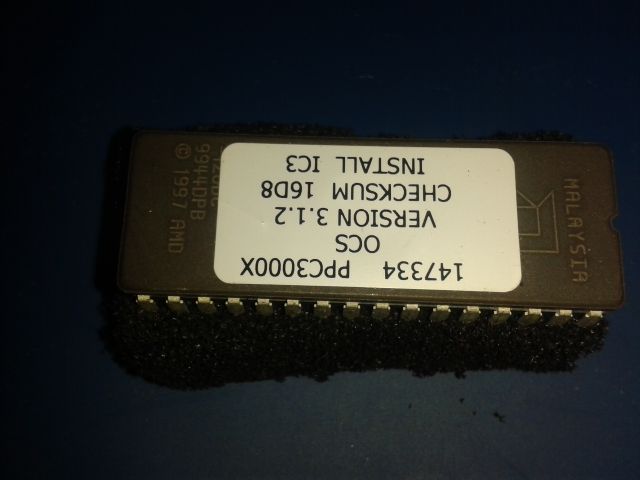 147334 PPC3000X
OCS
VERSION 3.1.2
CHECKSUM 16D8
INSTALL IC3
MALAYSIA
9944DPB
© 1997 AMD